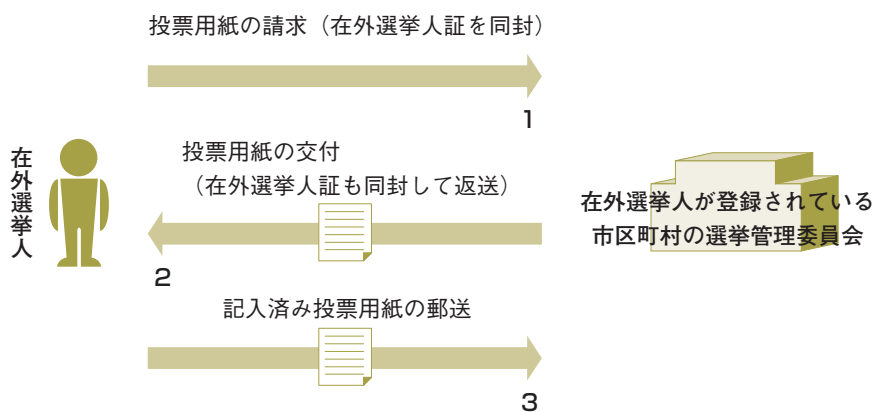 投票用紙の請求（在外選挙人証を同封）
1
在外選挙人
投票用紙の交付
（在外選挙人証も同封して返送）
在外選挙人が登録されている
市区町村の選挙管理委員会
2
記入済み投票用紙の郵送
3